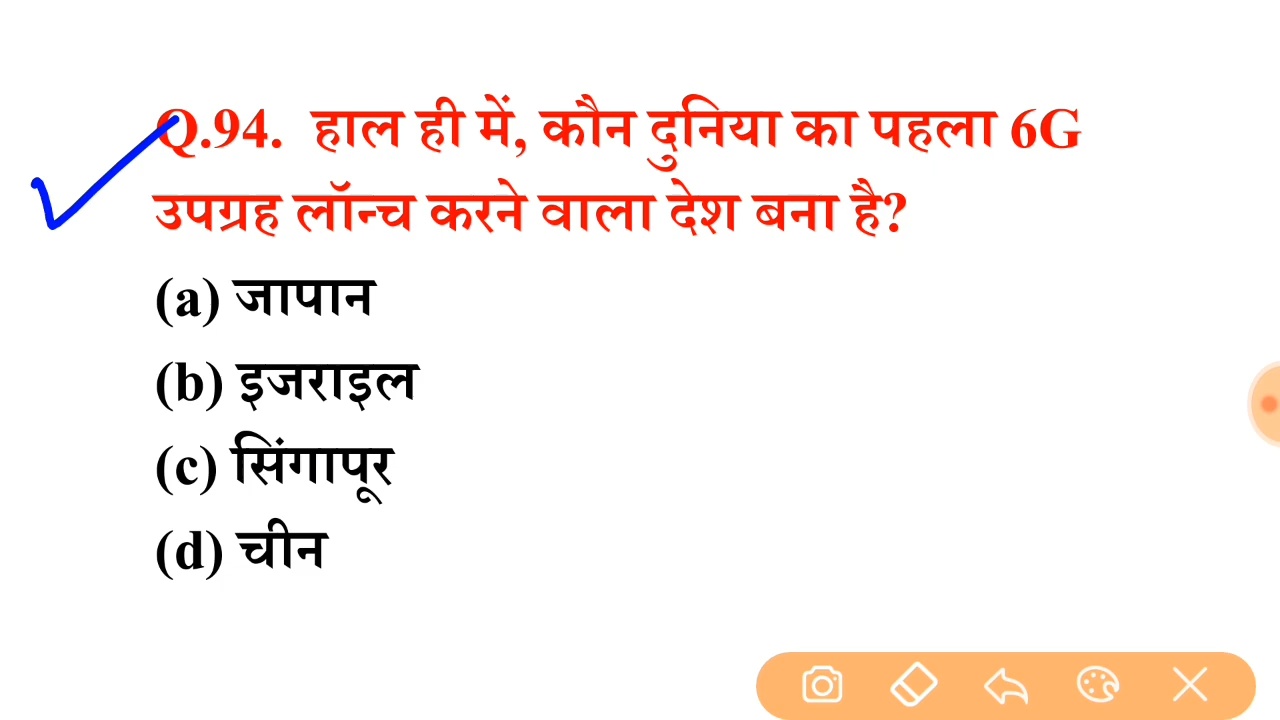 Q.94. हाल ही में, कौन दुनिया का पहला 6G
उपग्रह लॉन्च करने वाला देश बना है?
(a) जापान
(b) इजराइल
(c) सिंगापूर
(d) चीन